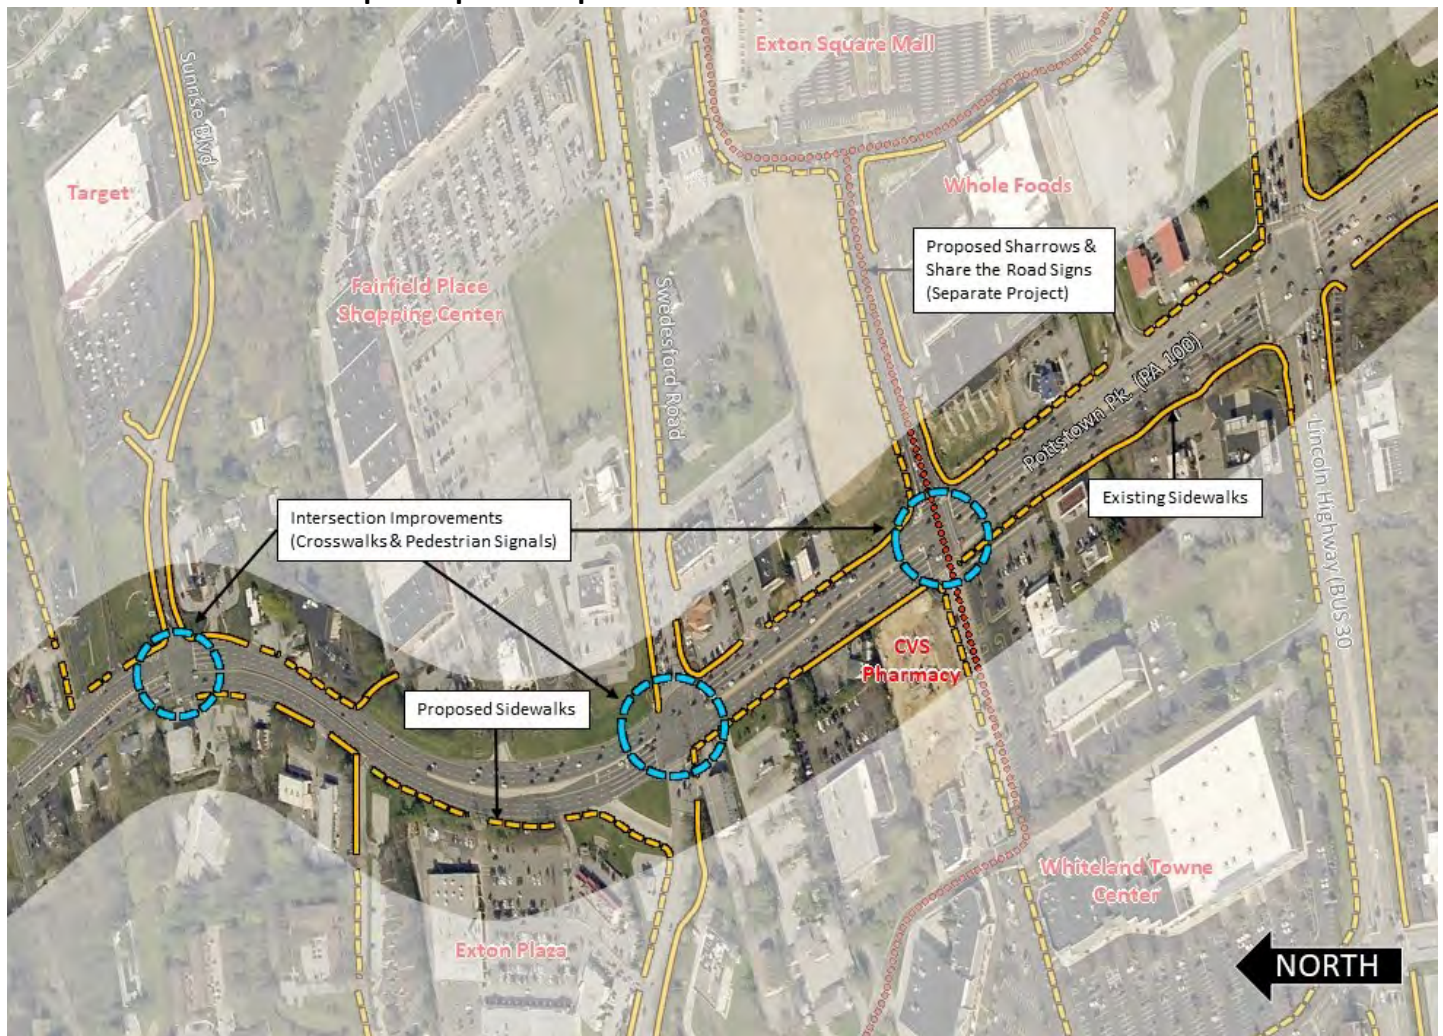 Exton Square Mall
Sunrise Blvd
Target
Whole Foods
Proposed Sharrows &
Share the Road Signs
(Separate Project)
Fairfield Place
Shopping Center
Swedesford Road
Pottstown Pk. (PA 100)
Lincoln Highway (BUS 30
Existing Sidewalks
Intersection Improvements
(Crosswalks & Pedestrian Signals)
CVS
Pharmacy
Proposed Sidewalks
Whiteland Towne
Center
Exton Plaza
NORTH